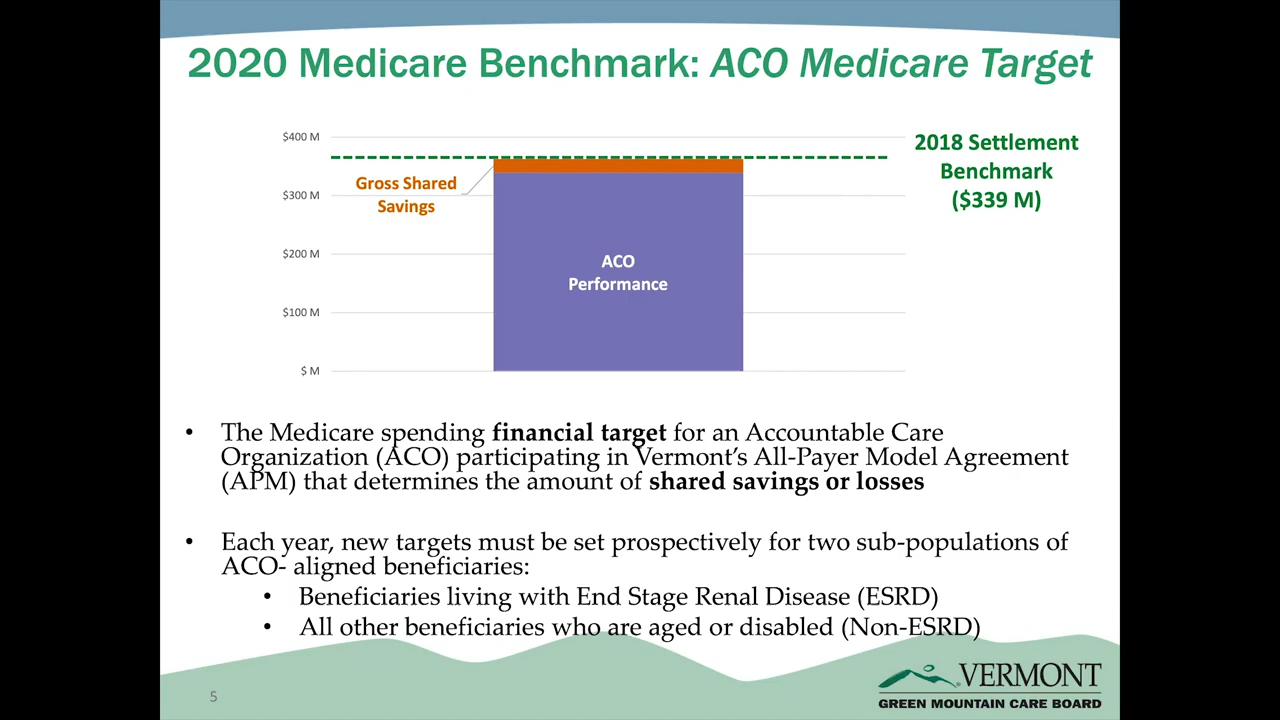 2020 Medicare Benchmark: ACO Medicare Target
$400 M
$300 M
$200 M
$100 M
$ M
Gross Shared
Savings
ACO
Performance
2018 Settlement
Benchmark
($339 M)
• The Medicare spending financial target for an Accountable Care
Organization (ACO) participating in Vermont’s All-Payer Model Agreement
(APM) that determines the amount of shared savings or losses
• Each year, new targets must be set prospectively for two sub-populations of
ACO- aligned beneficiaries:
• Beneficiaries living with End Stage Renal Disease (ESRD)
• All other beneficiaries who are aged or disabled (Non-ESRD)
5
VERMONT
GREEN MOUNTAIN CARE BOARD